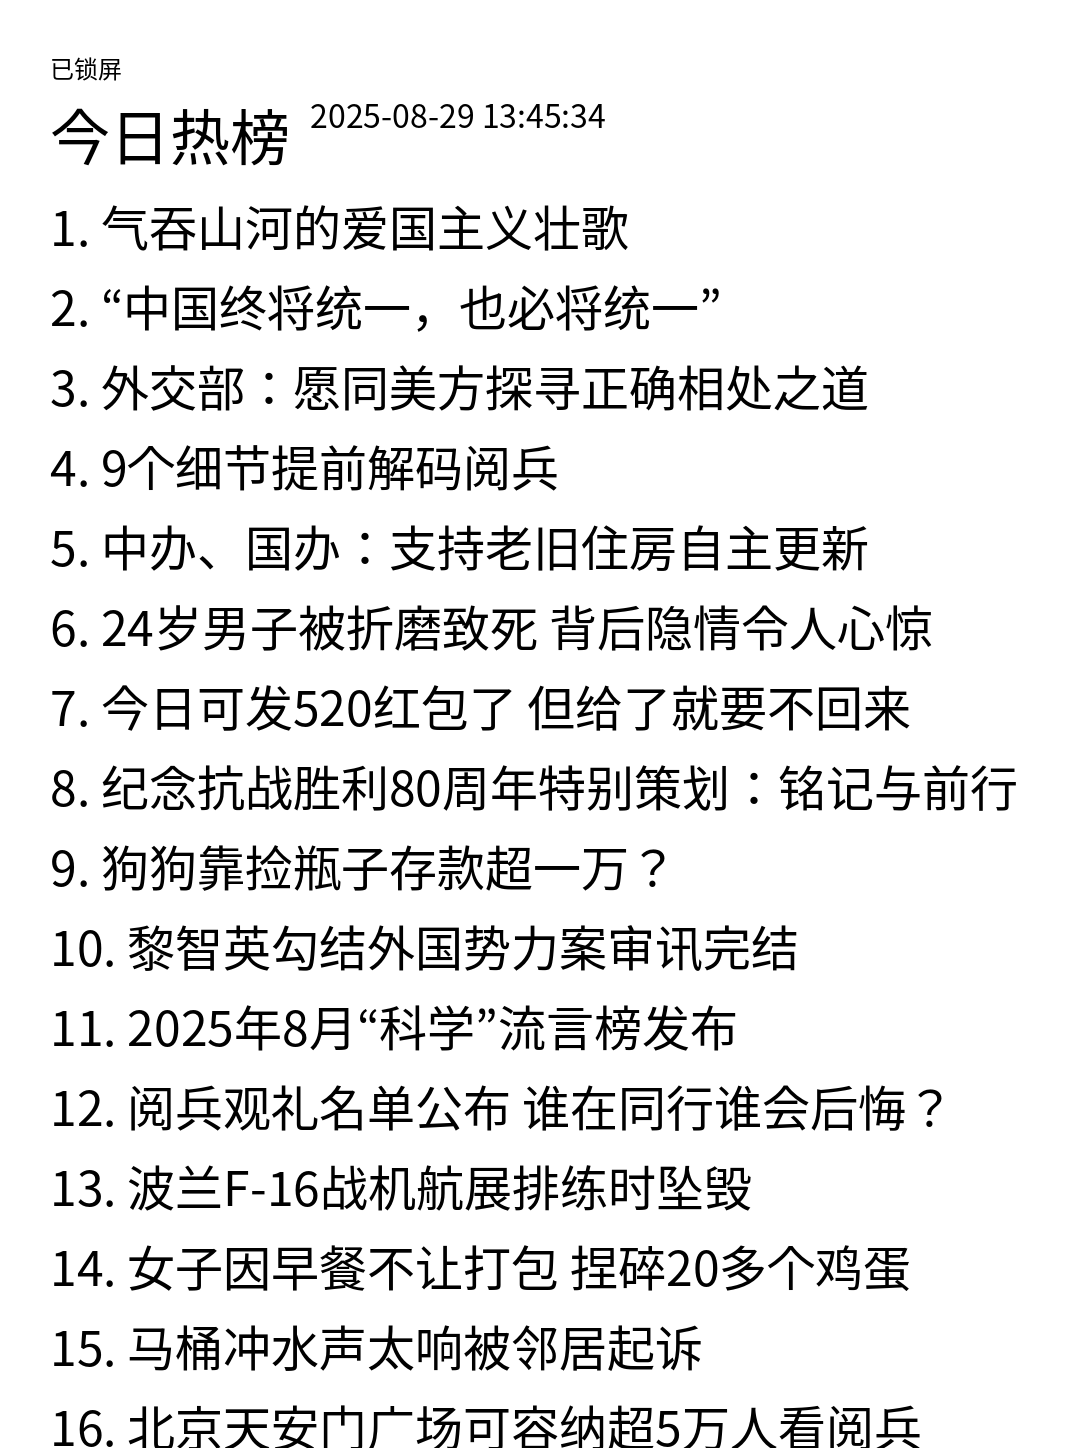 已锁屏
今日热榜 2025-08-29 13:45:34
1. 气吞山河的爱国主义壮歌
2. “中国终将统一，也必将统一”
3. 外交部：愿同美方探寻正确相处之道
4. 9个细节提前解码阅兵
5. 中办、国办：支持老旧住房自主更新
6. 24岁男子被折磨致死 背后隐情令人心惊
7. 今日可发520红包了 但给了就要不回来
8. 纪念抗战胜利80周年特别策划：铭记与前行
9. 狗狗靠捡瓶子存款超一万？
10. 黎智英勾结外国势力案审讯完结
11. 2025年8月“科学”流言榜发布
12. 阅兵观礼名单公布 谁在同行谁会后悔？
13. 波兰F-16战机航展排练时坠毁
14. 女子因早餐不让打包 捏碎20多个鸡蛋
15. 马桶冲水声太响被邻居起诉
16. 北京天安门广场可容纳超5万人看阅兵